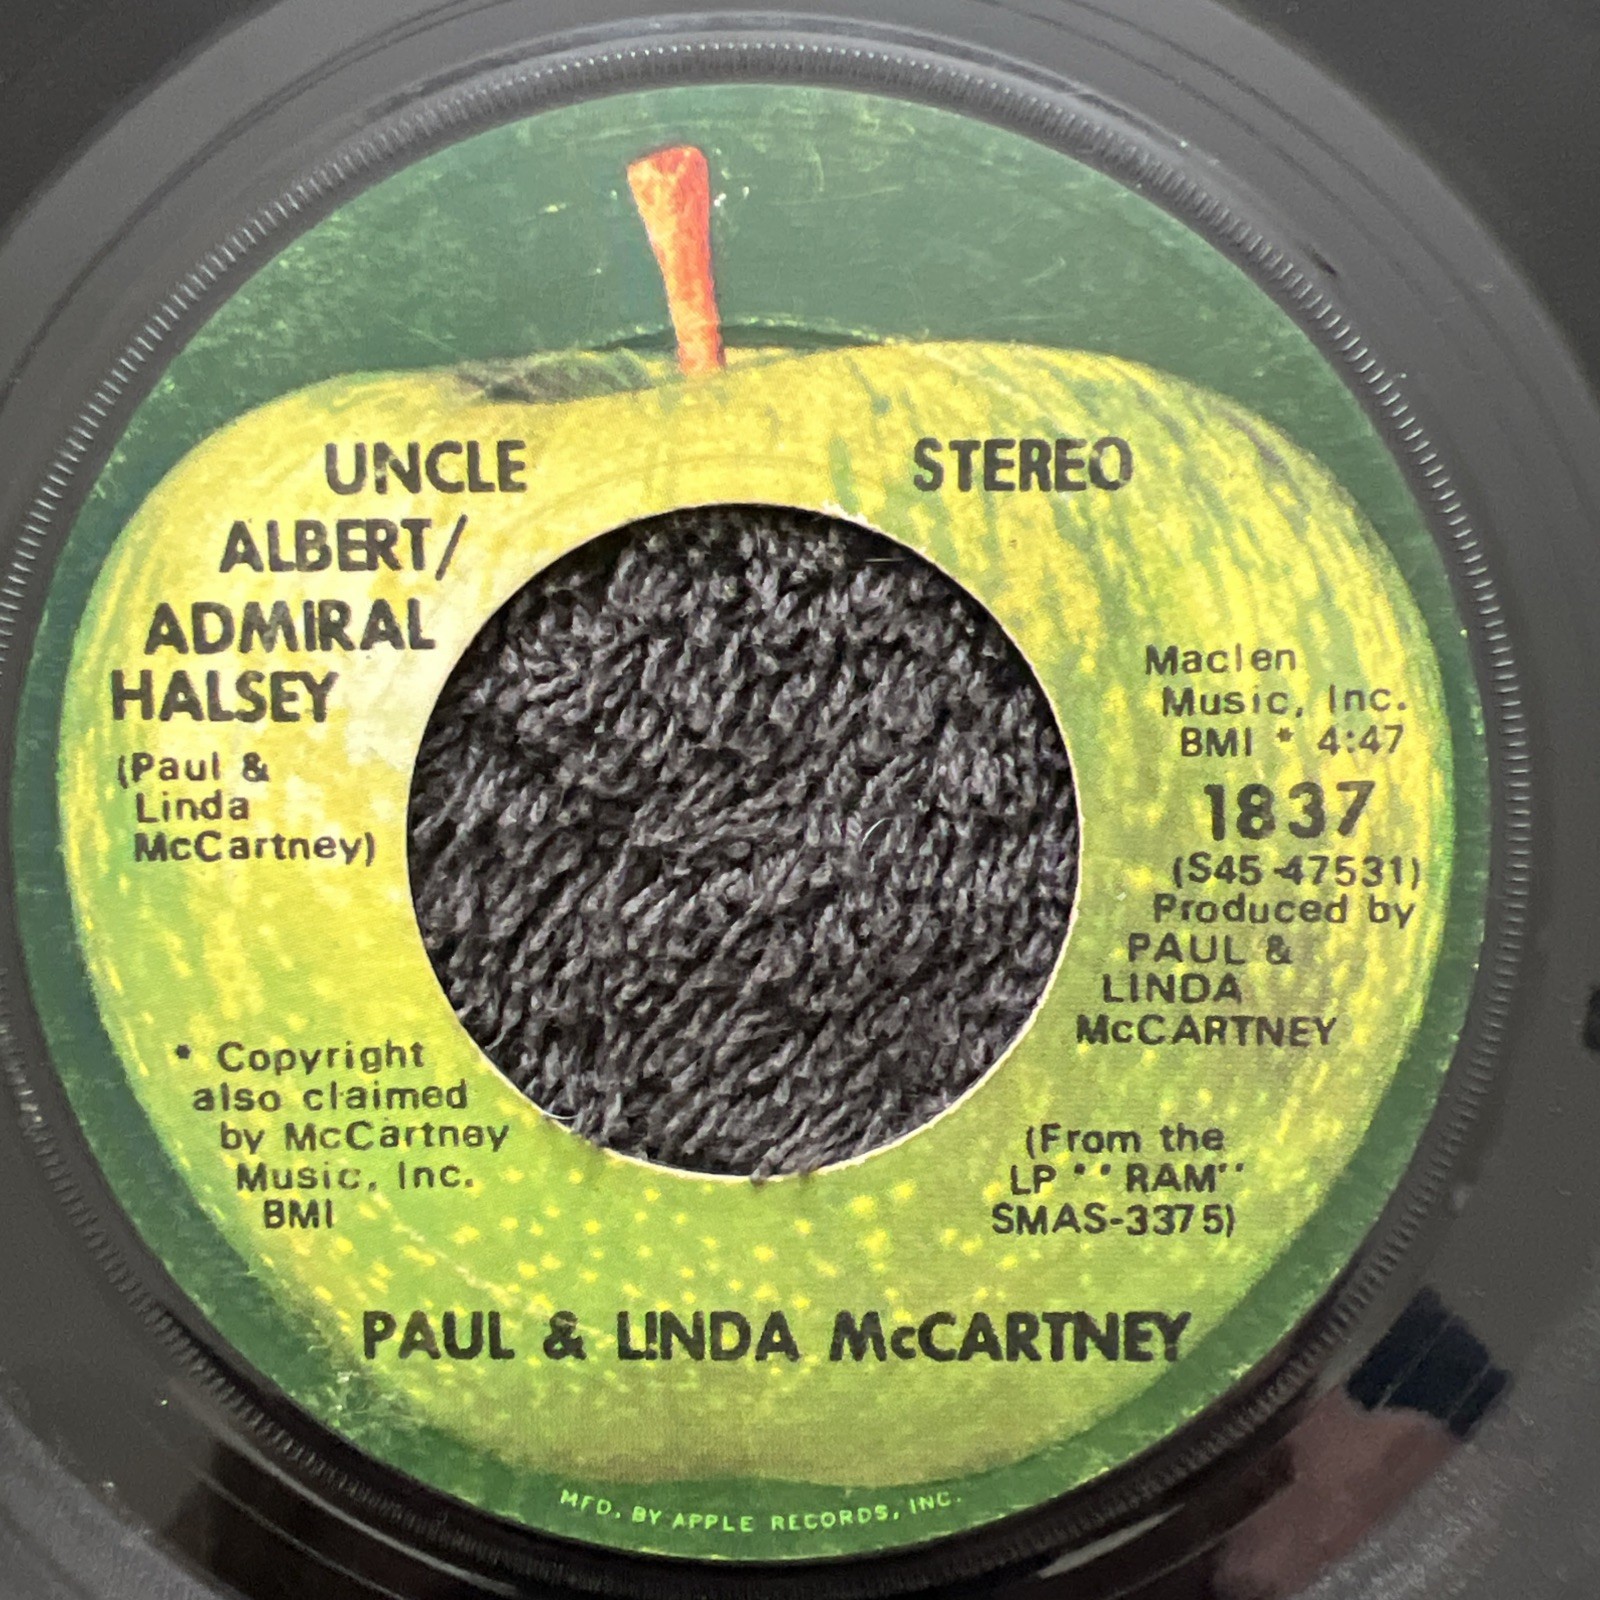 UNCLE
ALBERT/
ADMIRAL
HALSEY
(Paul &
Linda
McCartney)
STEREO
Maclen
Music, Inc.
BMI * 4:47
1837
(S45-47531)
Produced by
PAUL &
LINDA
McCARTNEY
* Copyright
also claimed
by McCartney
Music, Inc.
BMI
(From the
LP "RAM"
SMAS-3375)
PAUL & LINDA McCARTNEY
MFD. BY APPLE RECORDS, INC.